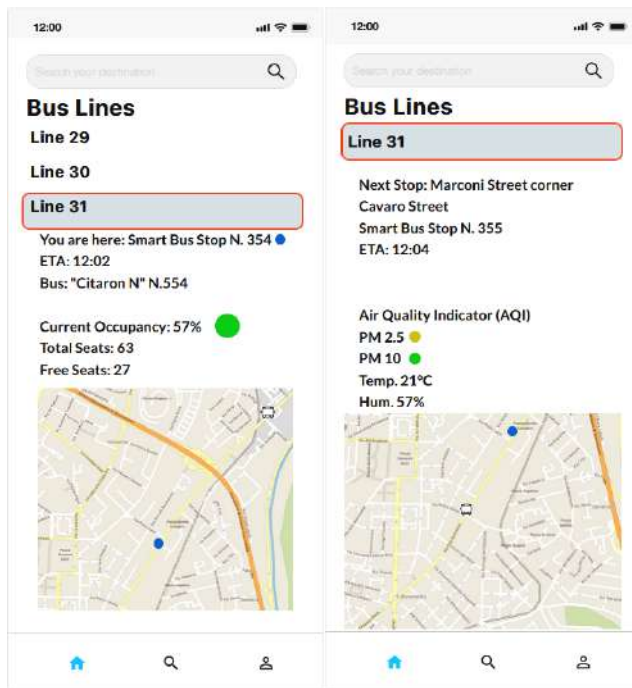 12:00
Search your destination
Bus Lines
Line 29
Line 30
Line 31
You are here: Smart Bus Stop N. 354
ETA: 12:02
Bus: "Citaron N" N.554
Current Occupancy: 57%
Total Seats: 63
Free Seats: 27
12:00
Search your destination
Bus Lines
Line 31
Next Stop: Marconi Street corner
Cavaro Street
Smart Bus Stop N. 355
ETA: 12:04
Air Quality Indicator (AQI)
PM 2.5
PM 10
Temp. 21°C
Hum. 57%